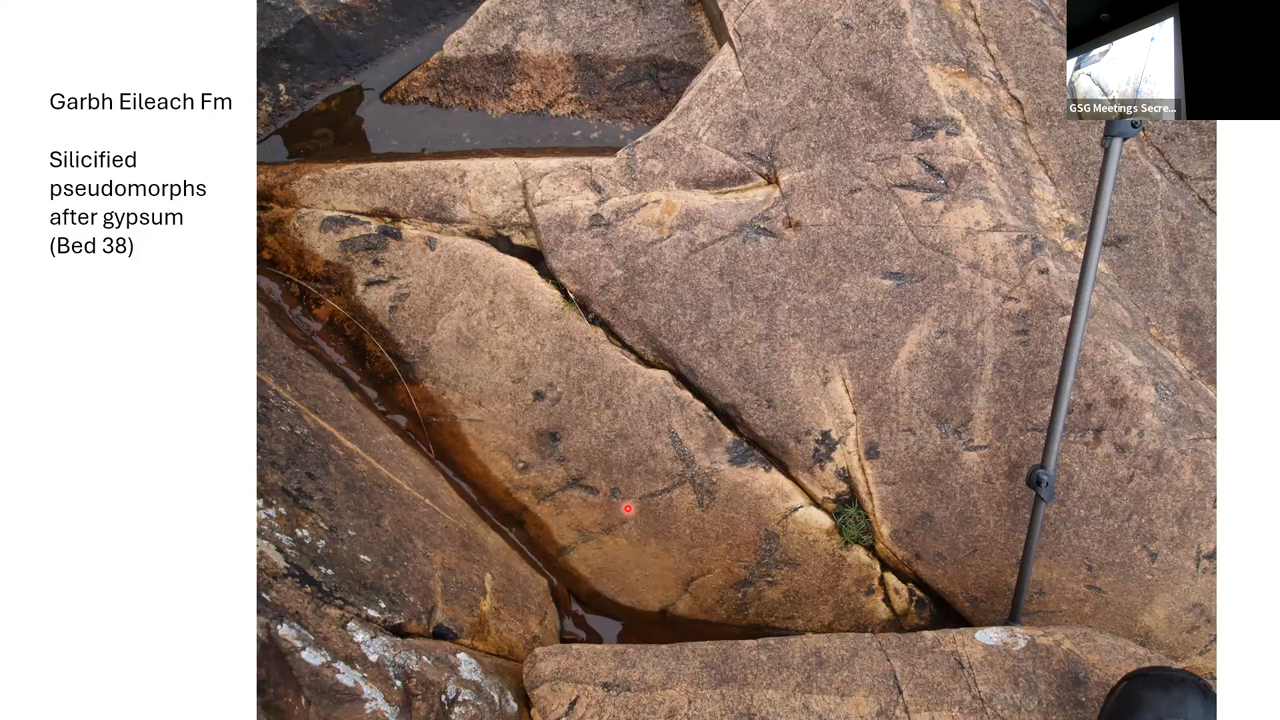 Garbh Eileach Fm
Silicified
pseudomorphs
after gypsum
(Bed 38)
GSG Meetings Secre...